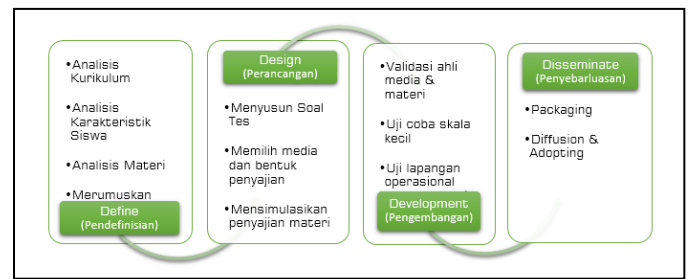 •Analisis
Kurikulum
•Analisis
Karakteristik
Siswa
•Analisis Materi
•Merumuskan
Define
(Pendefinisian)
Design
(Perancangan)
•Menyusun Soal
Tes
•Memilih media
dan bentuk
penyajian
•Mensimulasikan
penyajian materi
•Validasi ahli
media &
materi
•Uji coba skala
kecil
•Uji lapangan
operasional
Development
(Pengembangan)
Disseminate
(Penyebarluasan)
•Packaging
•Diffusion &
Adopting